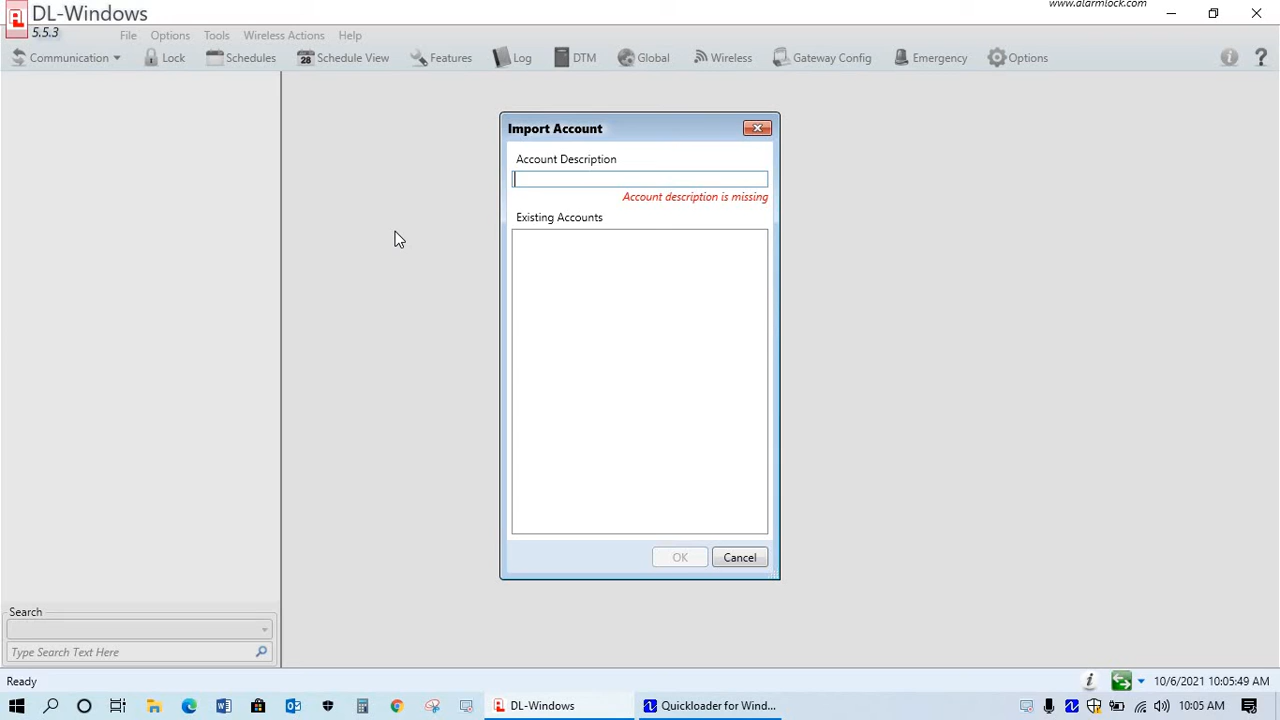 www.alarmlock.com
DL-Windows
5.5.3
File Options Tools Wireless Actions Help
Communication Lock Schedules 28 Schedule View Features Log DTM Global Wireless Gateway Config Emergency Options
Import Account
Account Description
Account description is missing
Existing Accounts
OK Cancel
Search
Type Search Text Here
Ready 10/6/2021 10:05:49 AM
DL-Windows Quickloader for Wind... 10:05 AM